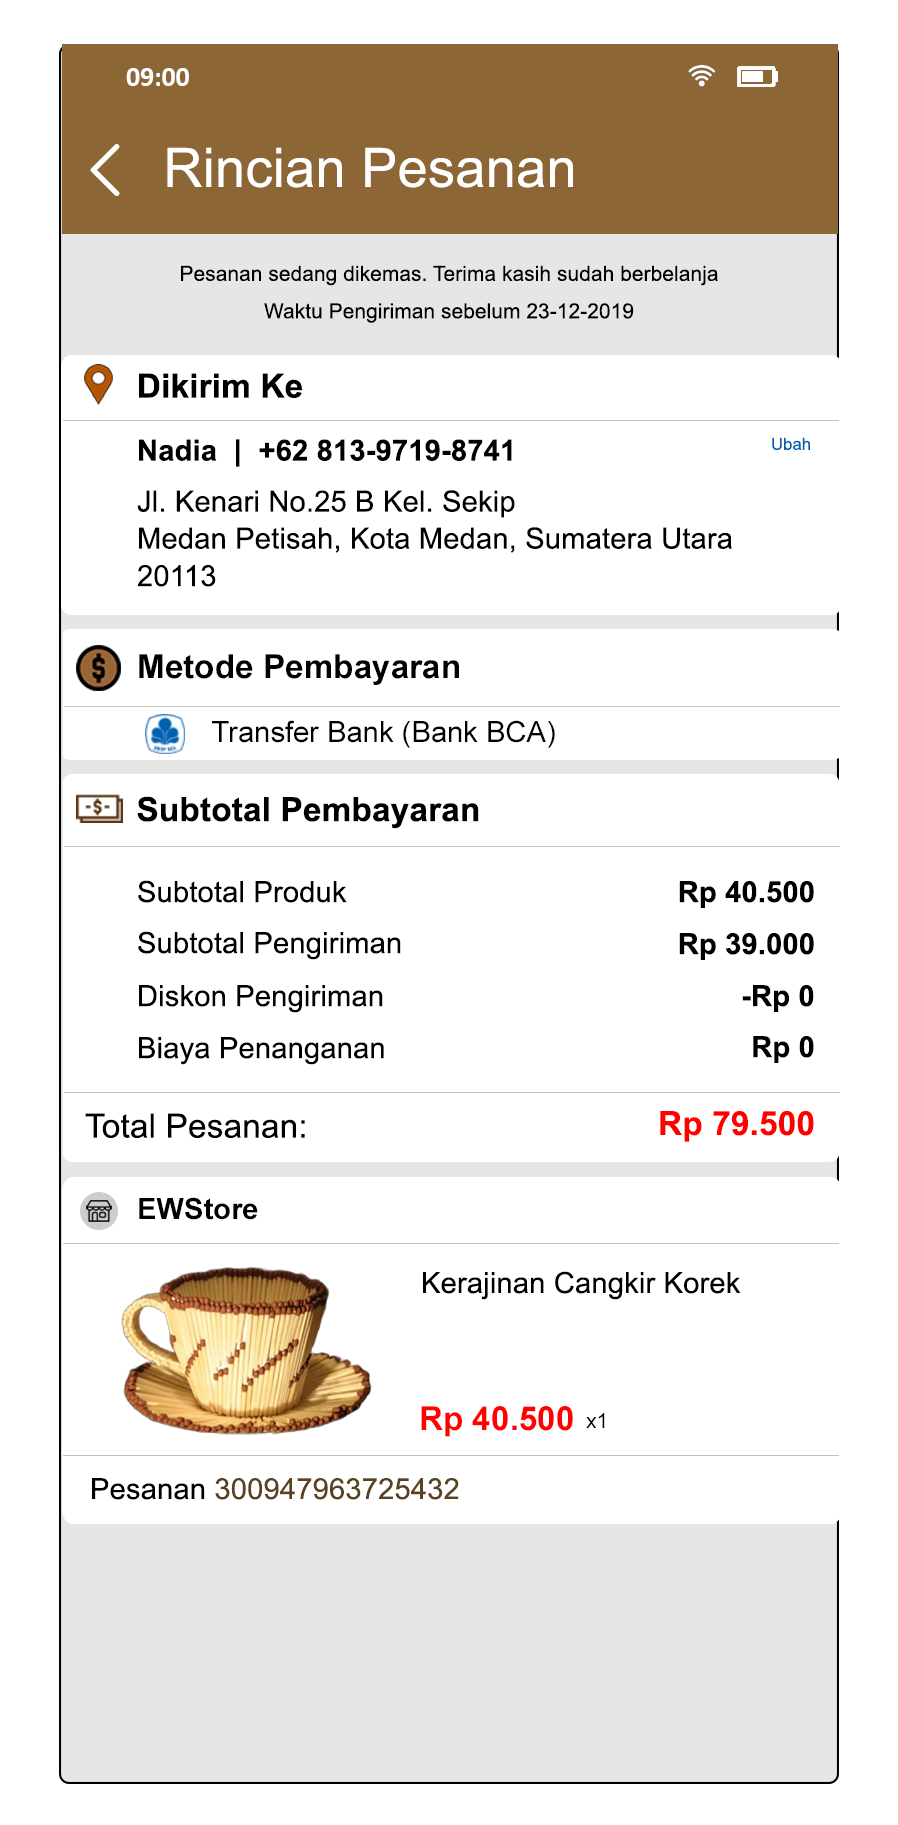 09:00
Rincian Pesanan
Pesanan sedang dikemas. Terima kasih sudah berbelanja
Waktu Pengiriman sebelum 23-12-2019
Dikirim Ke
Nadia | +62 813-9719-8741
Ubah
Jl. Kenari No.25 B Kel. Sekip
Medan Petisah, Kota Medan, Sumatera Utara
20113
$ Metode Pembayaran
Transfer Bank (Bank BCA)
-$- Subtotal Pembayaran
Subtotal Produk Rp 40.500
Subtotal Pengiriman Rp 39.000
Diskon Pengiriman -Rp 0
Biaya Penanganan Rp 0
Total Pesanan: Rp 79.500
EWStore
Kerajinan Cangkir Korek
Rp 40.500 x1
Pesanan 300947963725432